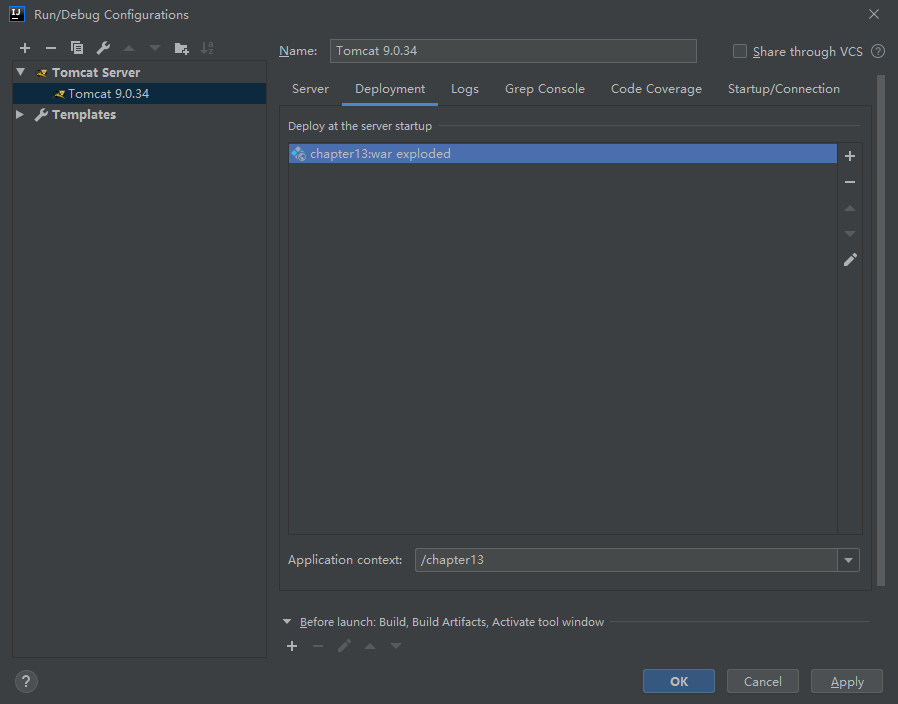 Run/Debug Configurations
Name: Tomcat 9.0.34
Share through VCS ?
Tomcat Server
Tomcat 9.0.34
Templates
Server Deployment Logs Grep Console Code Coverage Startup/Connection
Deploy at the server startup
chapter13:war exploded
Application context: /chapter13
Before launch: Build, Build Artifacts, Activate tool window
? OK Cancel Apply